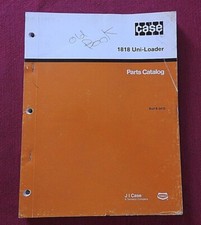 case
old
Book
1818 Uni-Loader
Parts Catalog
J I Case